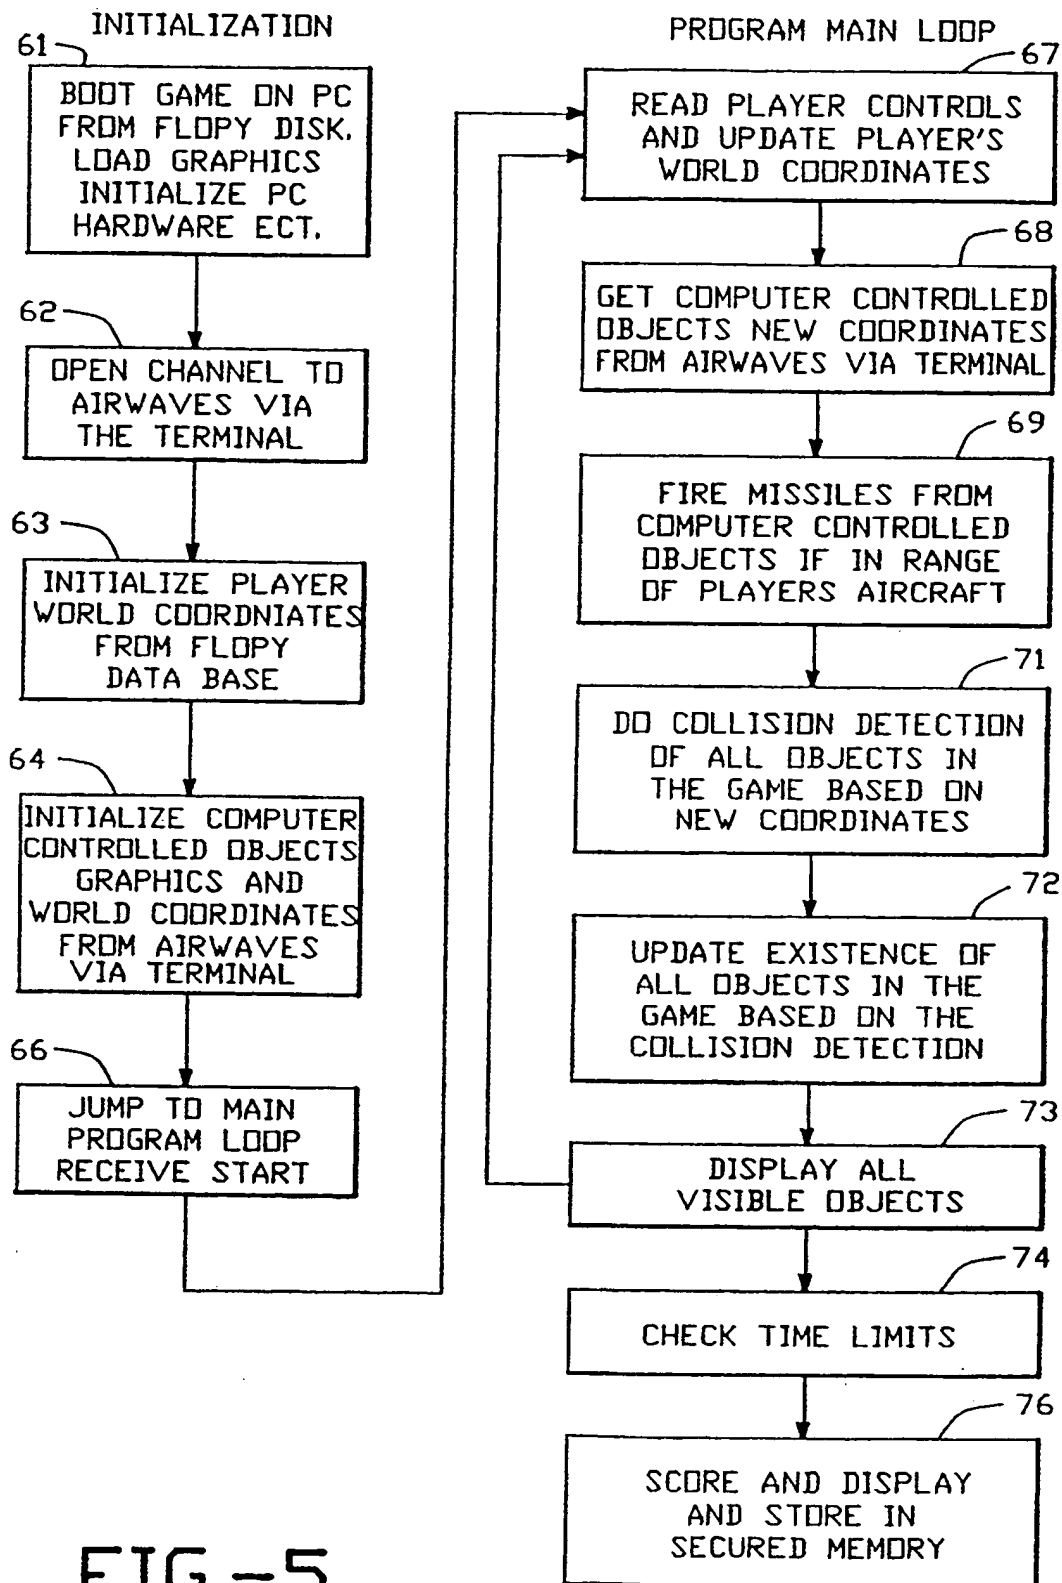 INITIALIZATION
61
BOOT GAME ON PC
FROM FLOPY DISK.
LOAD GRAPHICS
INITIALIZE PC
HARDWARE ECT.
62
OPEN CHANNEL TO
AIRWAVES VIA
THE TERMINAL
63
INITIALIZE PLAYER
WORLD COORDNIATES
FROM FLOPY
DATA BASE
64
INITIALIZE COMPUTER
CONTROLLED OBJECTS
GRAPHICS AND
WORLD COORDINATES
FROM AIRWAVES
VIA TERMINAL
66
JUMP TO MAIN
PROGRAM LOOP
RECEIVE START
PROGRAM MAIN LOOP
67
READ PLAYER CONTROLS
AND UPDATE PLAYER'S
WORLD COORDINATES
68
GET COMPUTER CONTROLLED
OBJECTS NEW COORDINATES
FROM AIRWAVES VIA TERMINAL
69
FIRE MISSILES FROM
COMPUTER CONTROLLED
OBJECTS IF IN RANGE
OF PLAYERS AIRCRAFT
71
DO COLLISION DETECTION
OF ALL OBJECTS IN
THE GAME BASED ON
NEW COORDINATES
72
UPDATE EXISTENCE OF
ALL OBJECTS IN THE
GAME BASED ON THE
COLLISION DETECTION
73
DISPLAY ALL
VISIBLE OBJECTS
74
CHECK TIME LIMITS
76
SCORE AND DISPLAY
AND STORE IN
SECURED MEMORY
FIG-5